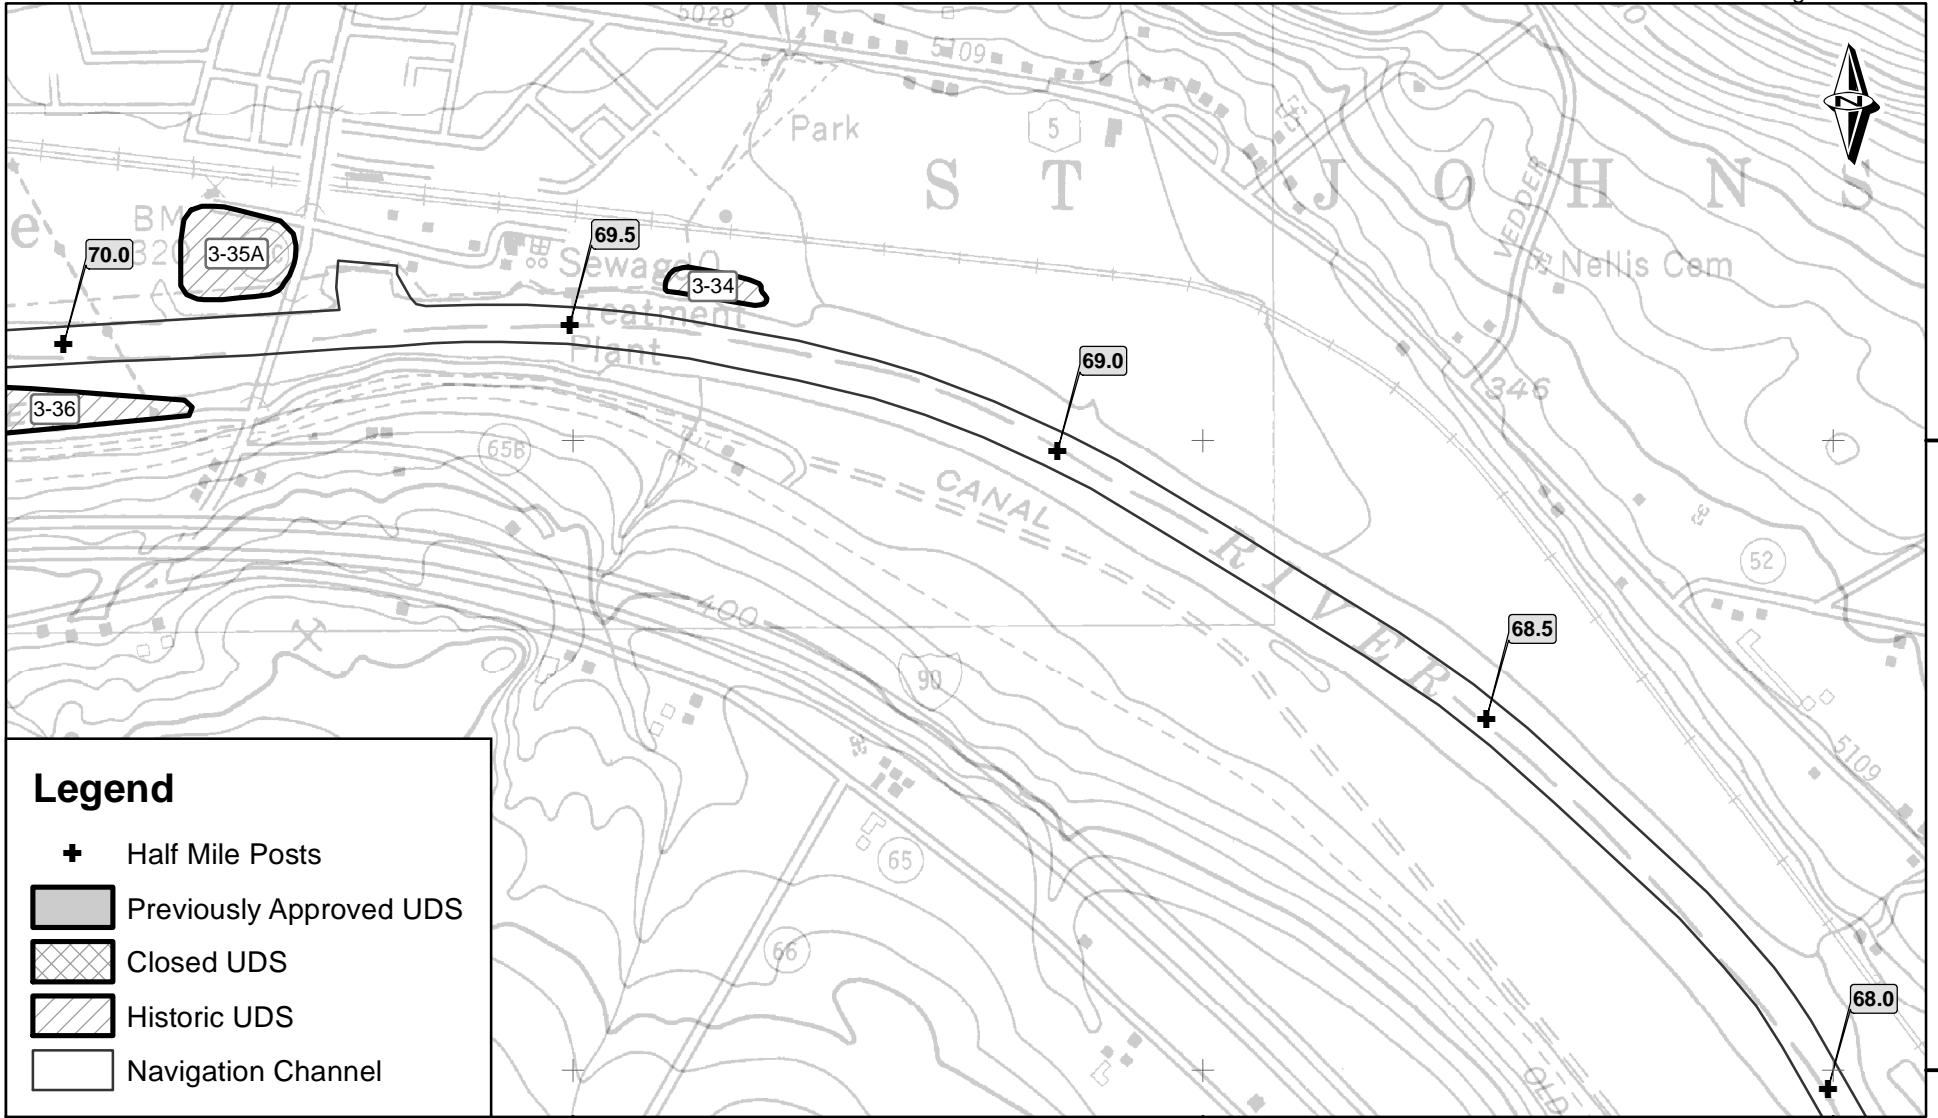 5028
5109
Park
5
S T J O H N S
N
VEDDER
BM
320
e
70.0
3-35A
69.5
Sewage
Treatment
Plant
3-34
Nellis Cem
69.0
346
3-36
65B
CANAL
RIVER
52
400
68.5
90
5109
65
66
68.0
OLD
Legend
Half Mile Posts
Previously Approved UDS
Closed UDS
Historic UDS
Navigation Channel